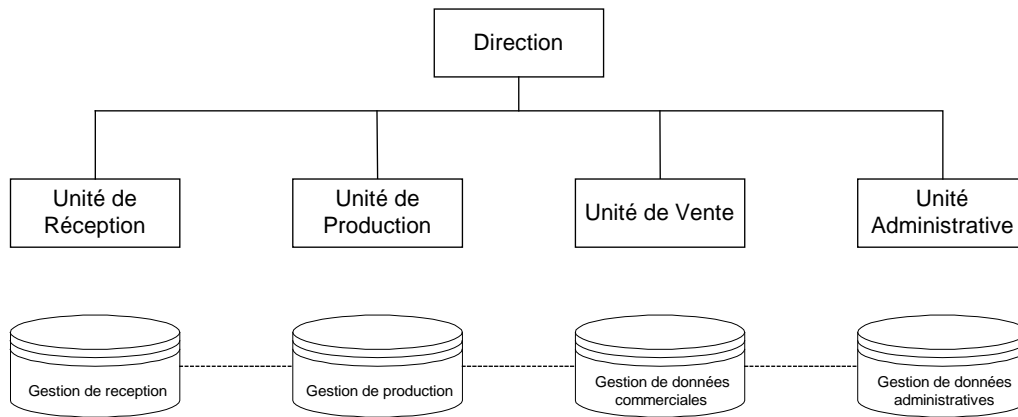 Direction
Unité de
Réception
Unité de
Production
Unité de Vente
Unité
Administrative
Gestion de reception
Gestion de production
Gestion de données
commerciales
Gestion de données
administratives